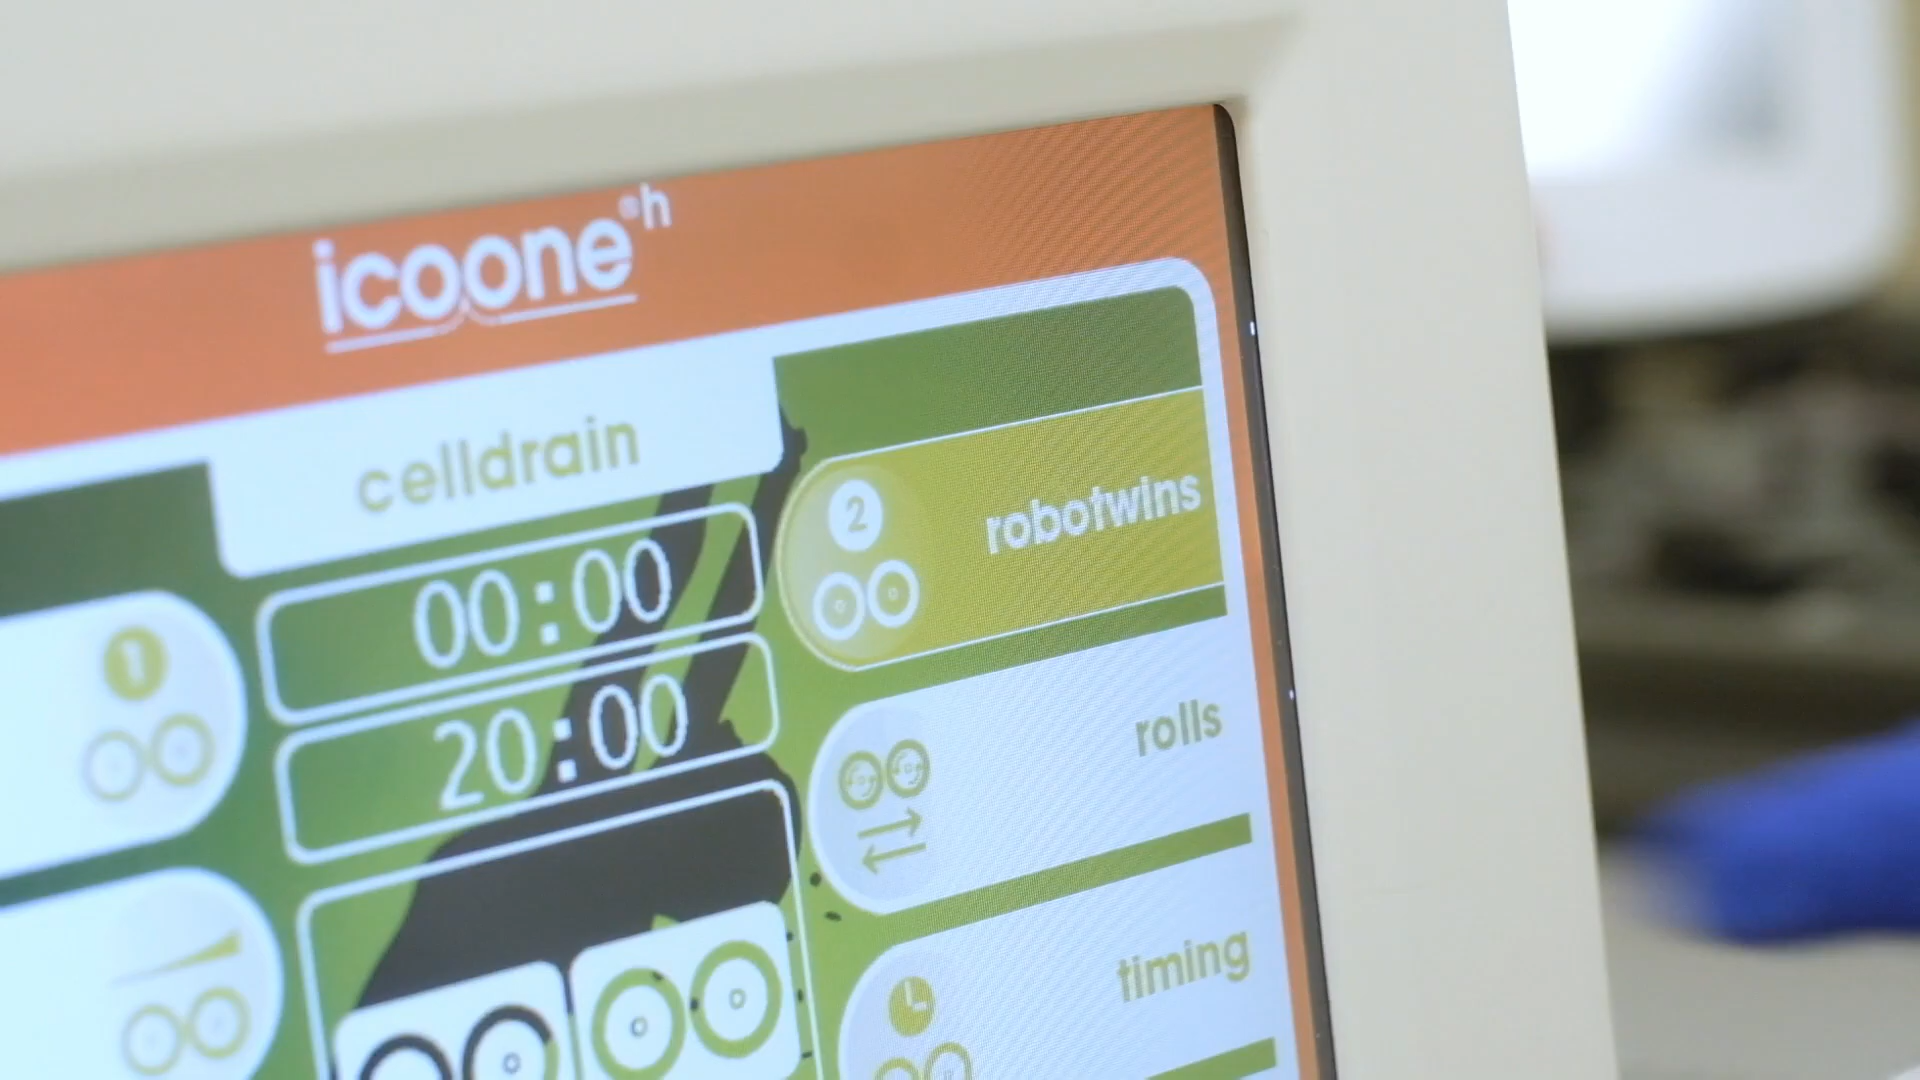 icoone®h
celldrain
00:00
20:00
1
2
robotwins
rolls
timing